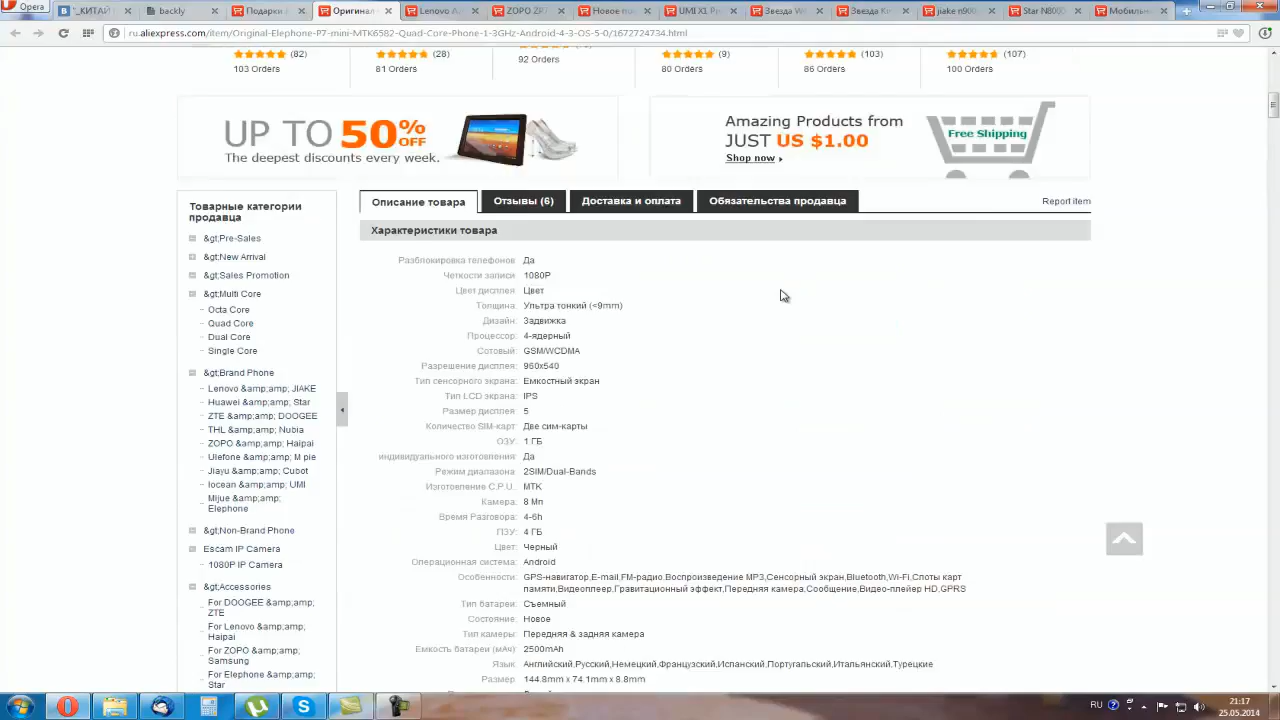 Opera
"_КИТАЙ
backly
Подарки
Оригинал
Lenovo A
ZOPO ZP7
Новое п
UMI X1 P
Звезда W
Звезда К
jiake n900
Star N8000
Мобильн
ru.aliexpress.com/item/Original-Elephone-P7-mini-MTK6582-Quad-Core-Phone-1-3GHz-Android-4-3-OS-5-0/1672724734.html
(82)
(28)
(9)
(103)
(107)
103 Orders
81 Orders
92 Orders
80 Orders
86 Orders
100 Orders
UP TO 50% OFF
The deepest discounts every week.
Amazing Products from
JUST US $1.00
Shop now
Free Shipping
Товарные категории
продавца
&gt;Pre-Sales
&gt;New Arrival
&gt;Sales Promotion
&gt;Multi Core
Octa Core
Quad Core
Dual Core
Single Core
&gt;Brand Phone
Lenovo &amp;amp; JIAKE
Huawei &amp;amp; Star
ZTE &amp;amp; DOOGEE
THL &amp;amp; Nubia
ZOPO &amp;amp; Haipai
Ulefone &amp;amp; M pie
Jiayu &amp;amp; Cubot
Iocean &amp;amp; UMI
Mijue &amp;amp;
Elephone
&gt;Non-Brand Phone
Escam IP Camera
1080P IP Camera
&gt;Accessories
For DOOGEE &amp;amp;
ZTE
For Lenovo &amp;amp;
Haipai
For ZOPO &amp;amp;
Samsung
For Elephone &amp;amp;
Star
Описание товара
Отзывы (6)
Доставка и оплата
Обязательства продавца
Report item
Характеристики товара
Разблокировка телефонов: Да
Четкости записи: 1080P
Цвет дисплея: Цвет
Толщина: Ультра тонкий (<9mm)
Дизайн: Задвижка
Процессор: 4-ядерный
Сотовый: GSM/WCDMA
Разрешение дисплея: 960x540
Тип сенсорного экрана: Емкостный экран
Тип LCD экрана: IPS
Размер дисплея: 5
Количество SIM-карт: Две сим-карты
ОЗУ: 1 ГБ
индивидуального изготовления: Да
Режим диапазона: 2SIM/Dual-Bands
Изготовление C.P.U.: MTK
Камера: 8 Мп
Время Разговора: 4-6h
ПЗУ: 4 ГБ
Цвет: Черный
Операционная система: Android
Особенности: GPS-навигатор,E-mail,FM-радио,Воспроизведение MP3,Сенсорный экран,Bluetooth,Wi-Fi,Слоты карт
памяти,Видеоплеер,Гравитационный эффект,Передняя камера,Сообщение,Видео-плейер HD,GPRS
Тип батареи: Съемный
Состояние: Новое
Тип камеры: Передняя & задняя камера
Емкость батареи (мАч): 2500mAh
Язык: Английский,Русский,Немецкий,Французский,Испанский,Португальский,Итальянский,Турецкие
Размер: 144.8mm x 74.1mm x 8.8mm
RU
21:17
25.05.2014